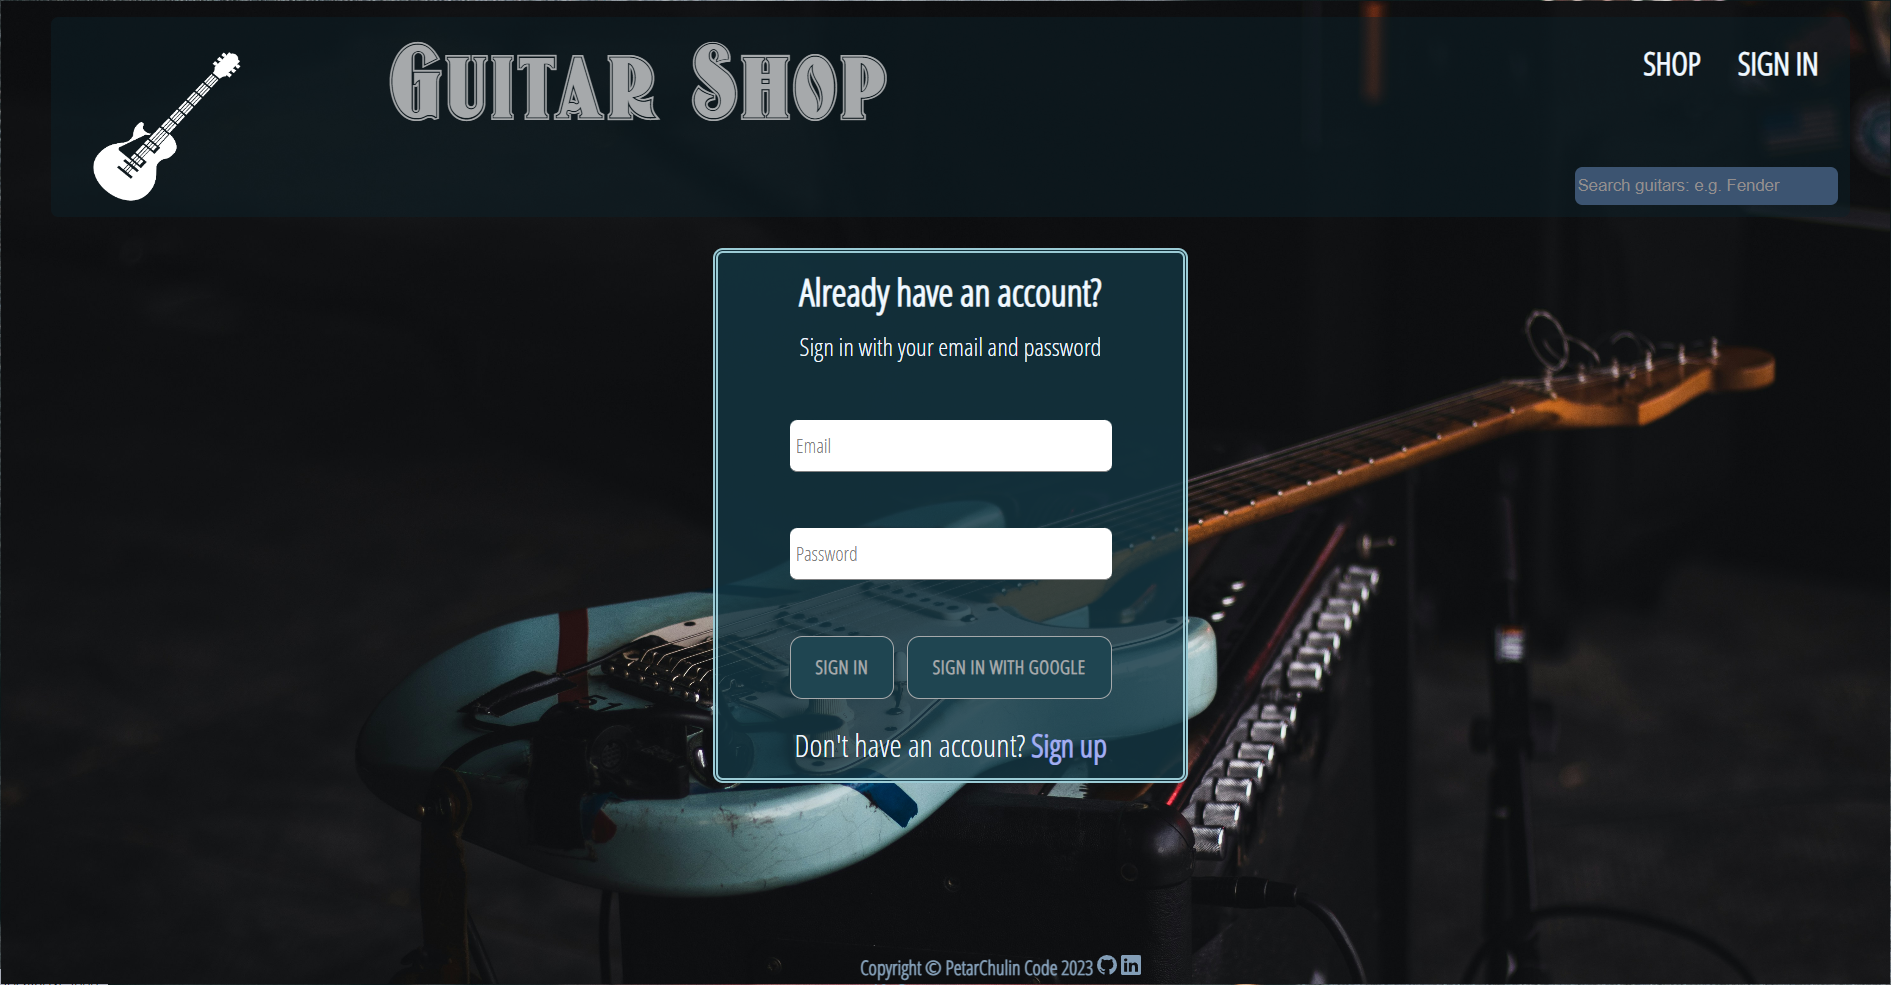 Guitar Shop
SHOP
SIGN IN
Search guitars: e.g. Fender
Already have an account?
Sign in with your email and password
Email
Password
SIGN IN
SIGN IN WITH GOOGLE
Don't have an account? Sign up
Copyright © PetarChulin Code 2023